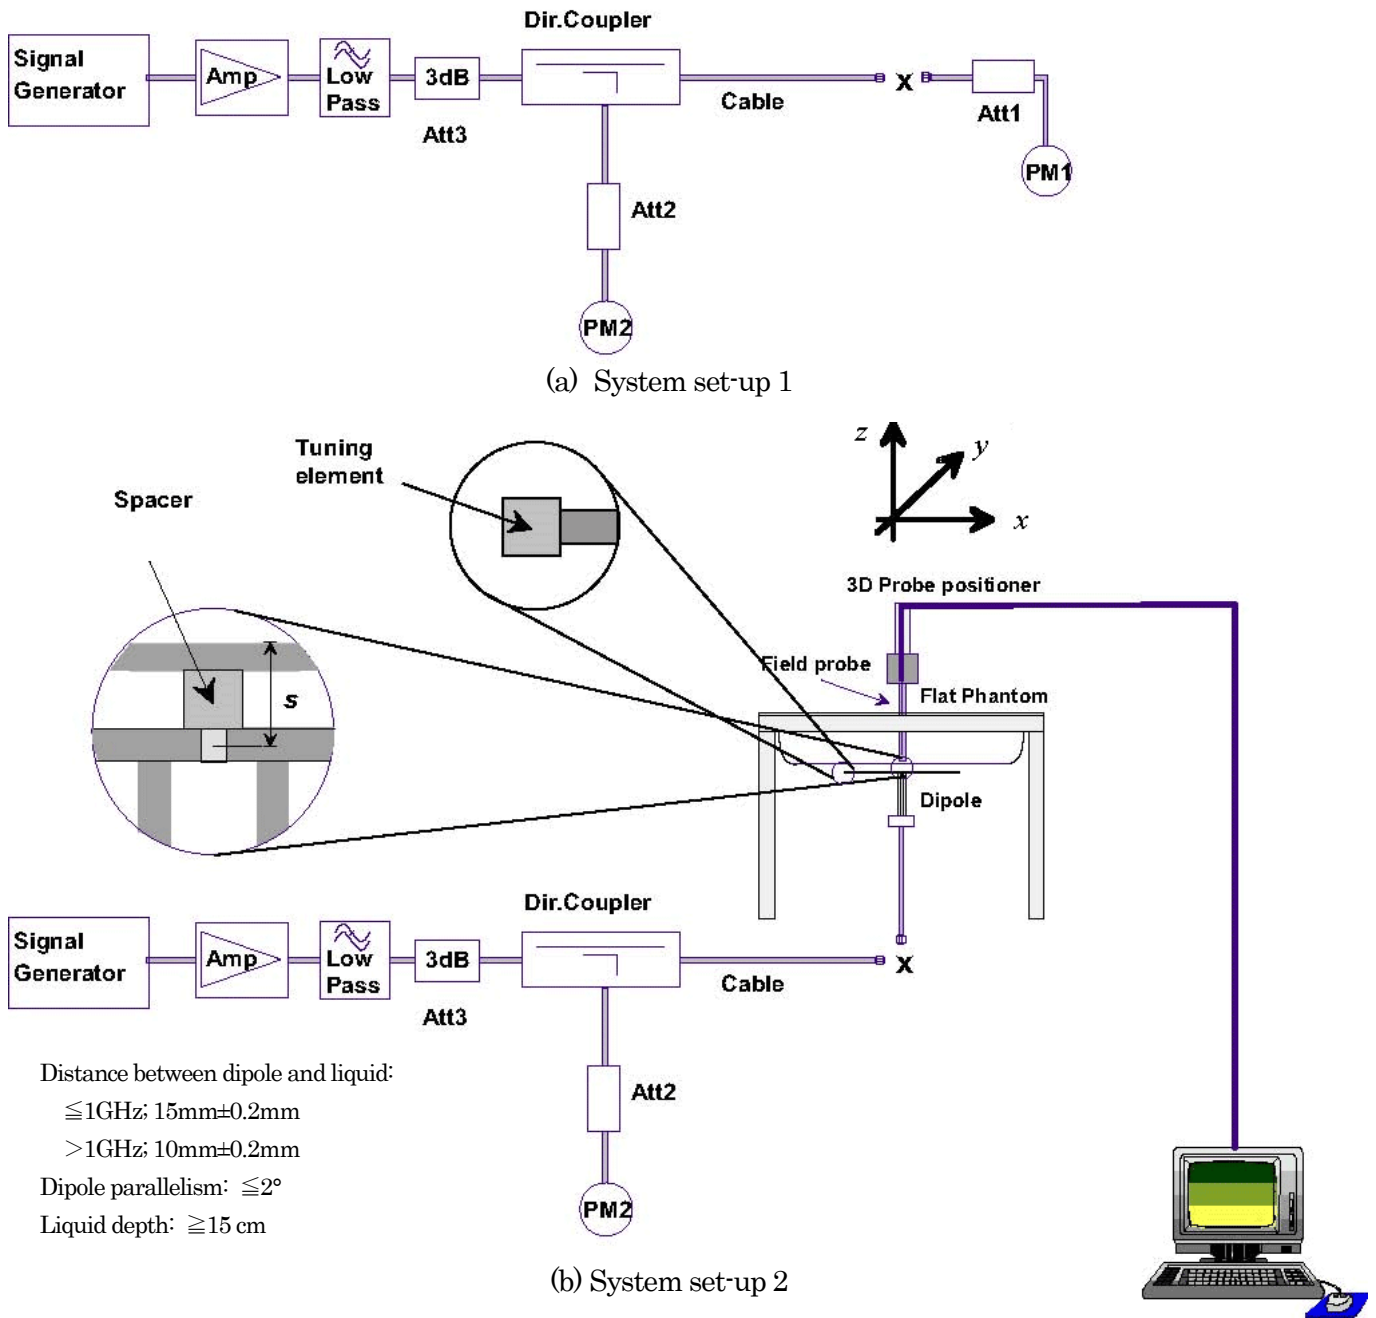 Dir.Coupler
Signal
Generator
Amp
Low
Pass
3dB
Att3
Cable
X
Att1
PM1
Att2
PM2
(a) System set-up 1
Tuning
element
Spacer
s
z
y
x
3D Probe positioner
Field probe
Flat Phantom
Dipole
Dir.Coupler
Signal
Generator
Amp
Low
Pass
3dB
Att3
Cable
X
Att2
PM2
Distance between dipole and liquid:
≦1GHz; 15mm±0.2mm
>1GHz; 10mm±0.2mm
Dipole parallelism: ≦2°
Liquid depth: ≧15 cm
(b) System set-up 2